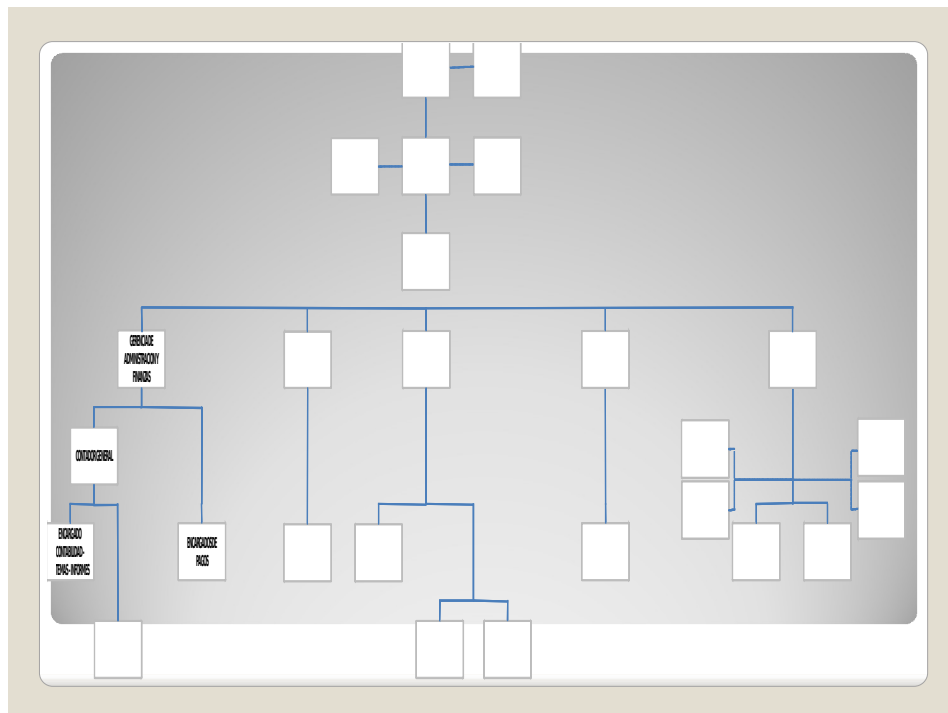 GERENCIA DE
ADMINISTRACION Y
FINANZAS
CONTADOR GENERAL
ENCARGADO
CONTABILIDAD-
TEMAS - INFORMES
ENCARGADOS DE
PAGOS